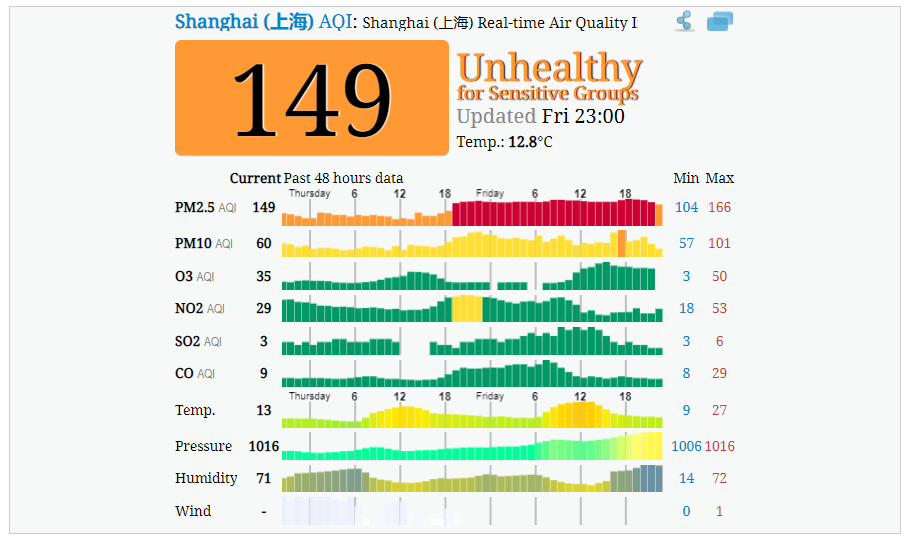 Shanghai (上海) AQI: Shanghai (上海) Real-time Air Quality I
149
Unhealthy
for Sensitive Groups
Updated Fri 23:00
Temp.: 12.8°C
Current Past 48 hours data Min Max
Thursday 6 12 18 Friday 6 12 18
PM2.5 AQI 149 104 166
PM10 AQI 60 57 101
O3 AQI 35 3 50
NO2 AQI 29 18 53
SO2 AQI 3 3 6
CO AQI 9 8 29
Thursday 6 12 18 Friday 6 12 18
Temp. 13 9 27
Pressure 1016 1006 1016
Humidity 71 14 72
Wind - 0 1